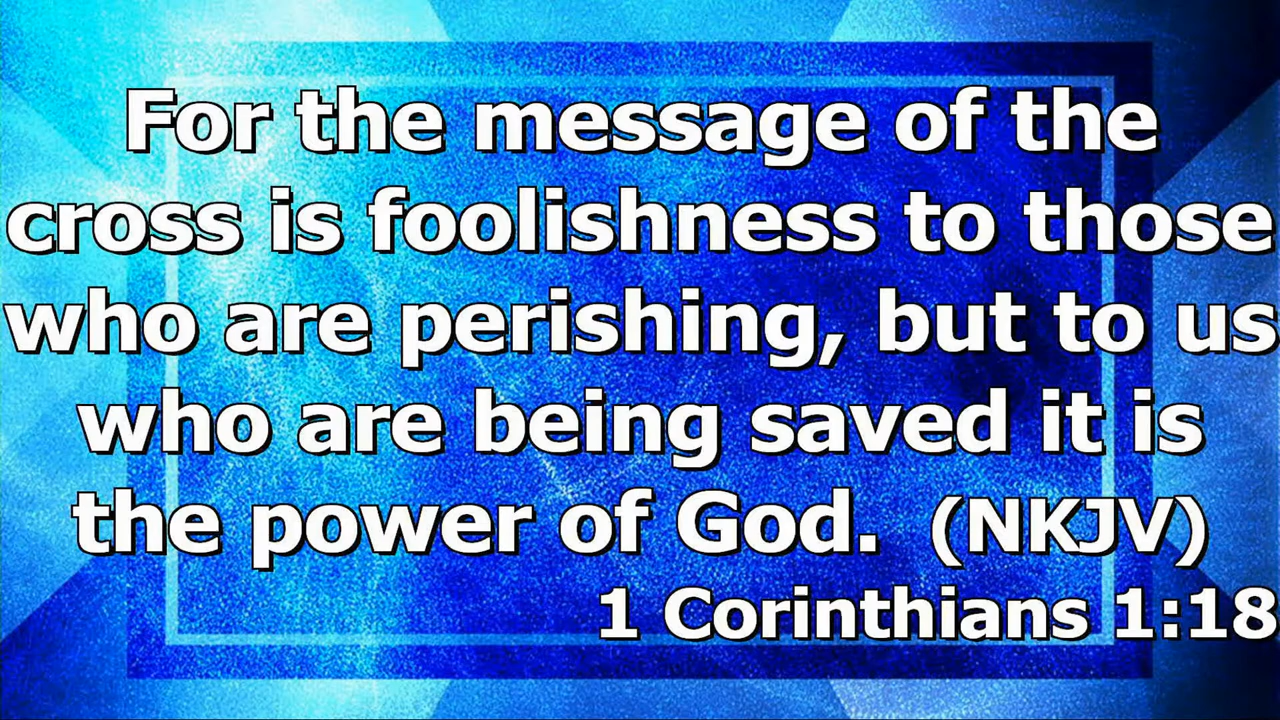 For the message of the
cross is foolishness to those
who are perishing, but to us
who are being saved it is
the power of God.  (NKJV)
1 Corinthians 1:18